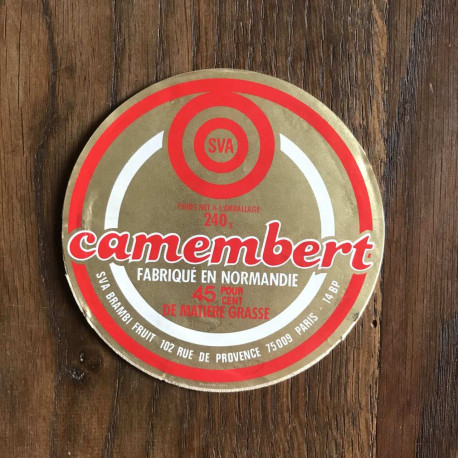 SVA
POIDS NET A L'EMBALLAGE
240 g
camembert
FABRIQUÉ EN NORMANDIE
45 POUR CENT
DE MATIÈRE GRASSE
SVA BRAMBI FRUIT 102 RUE DE PROVENCE 75009 PARIS - 14 BP